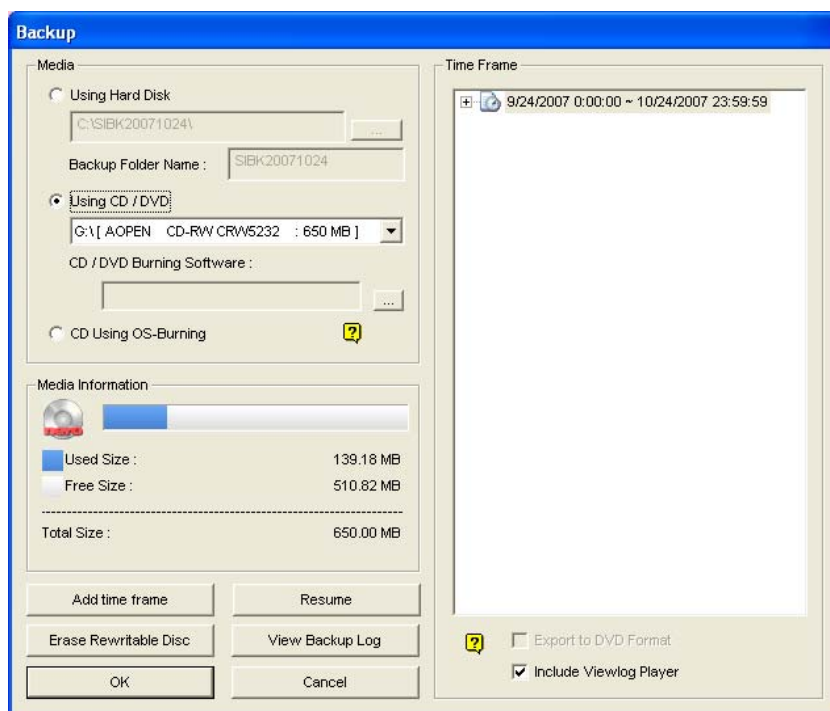 Backup
Media
Using Hard Disk
C:\SIBK20071024\
...
Backup Folder Name :
SIBK20071024
Using CD / DVD
G:\ [ AOPEN CD-RW CRW5232 : 650 MB ]
CD / DVD Burning Software :
...
CD Using OS-Burning
?
Media Information
Used Size : 139.18 MB
Free Size : 510.82 MB
Total Size : 650.00 MB
Add time frame
Resume
Erase Rewritable Disc
View Backup Log
OK
Cancel
Time Frame
9/24/2007 0:00:00 ~ 10/24/2007 23:59:59
?
Export to DVD Format
Include Viewlog Player